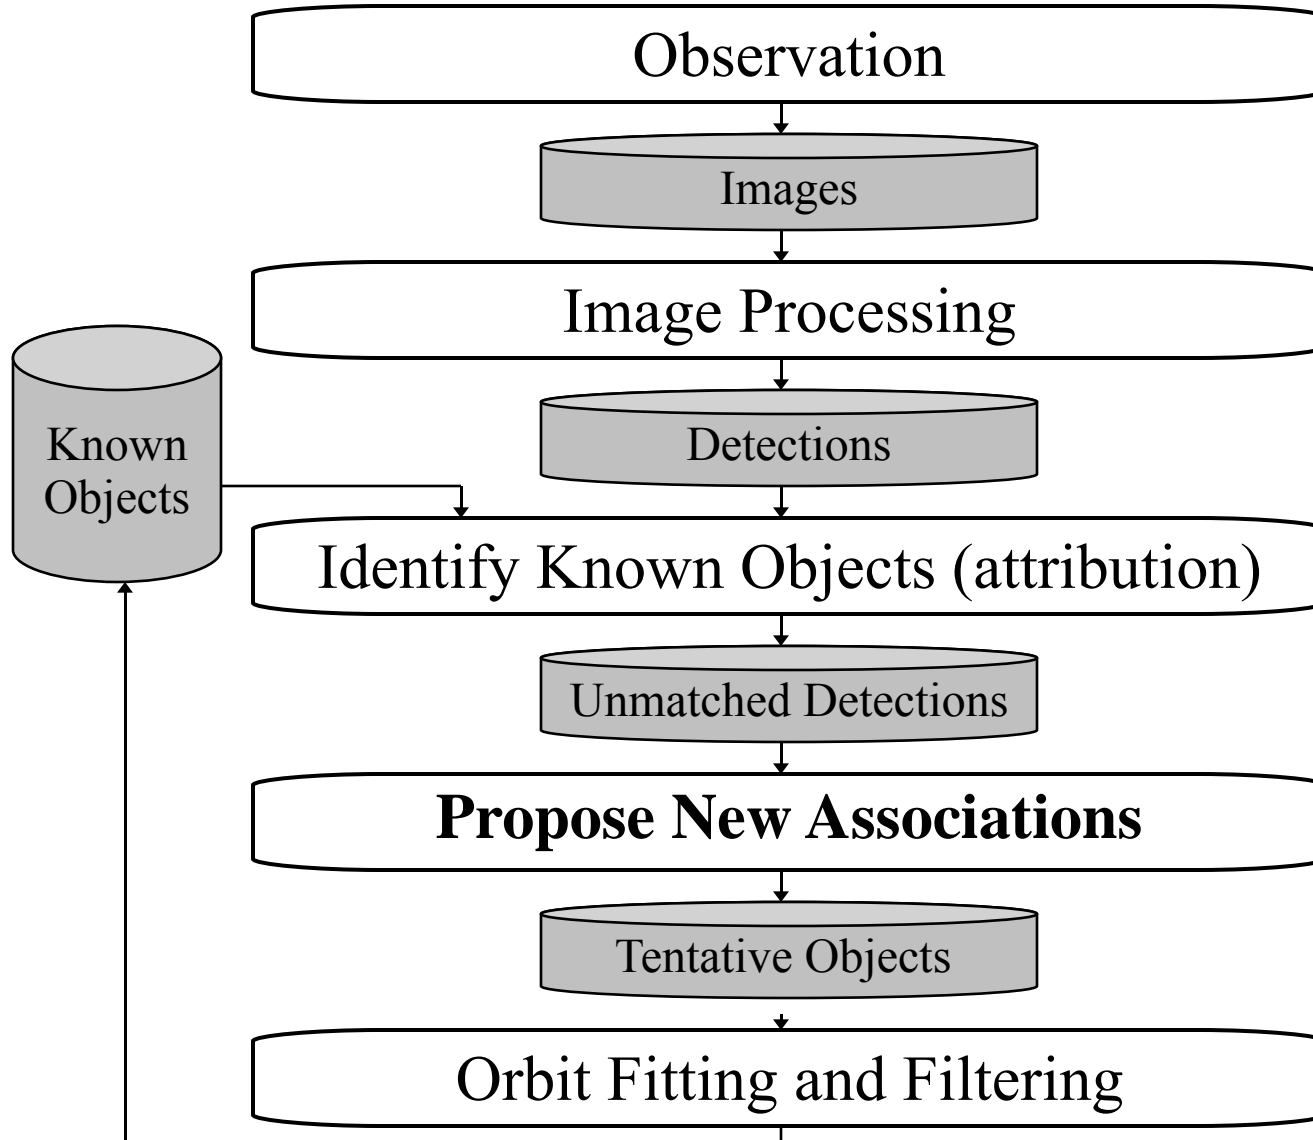 Observation
Images
Image Processing
Detections
Known
Objects
Identify Known Objects (attribution)
Unmatched Detections
Propose New Associations
Tentative Objects
Orbit Fitting and Filtering